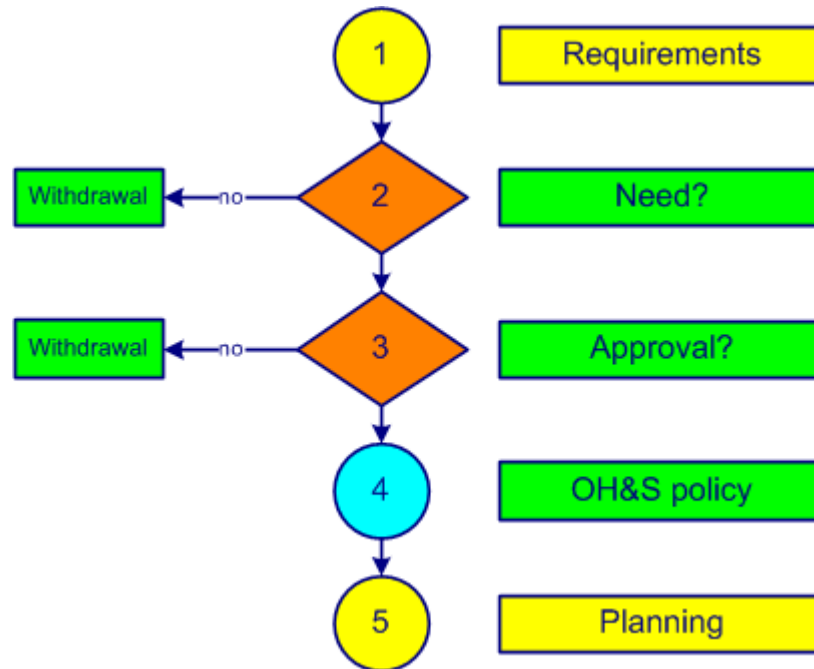 1
Requirements
Withdrawal
no
2
Need?
Withdrawal
no
3
Approval?
4
OH&S policy
5
Planning